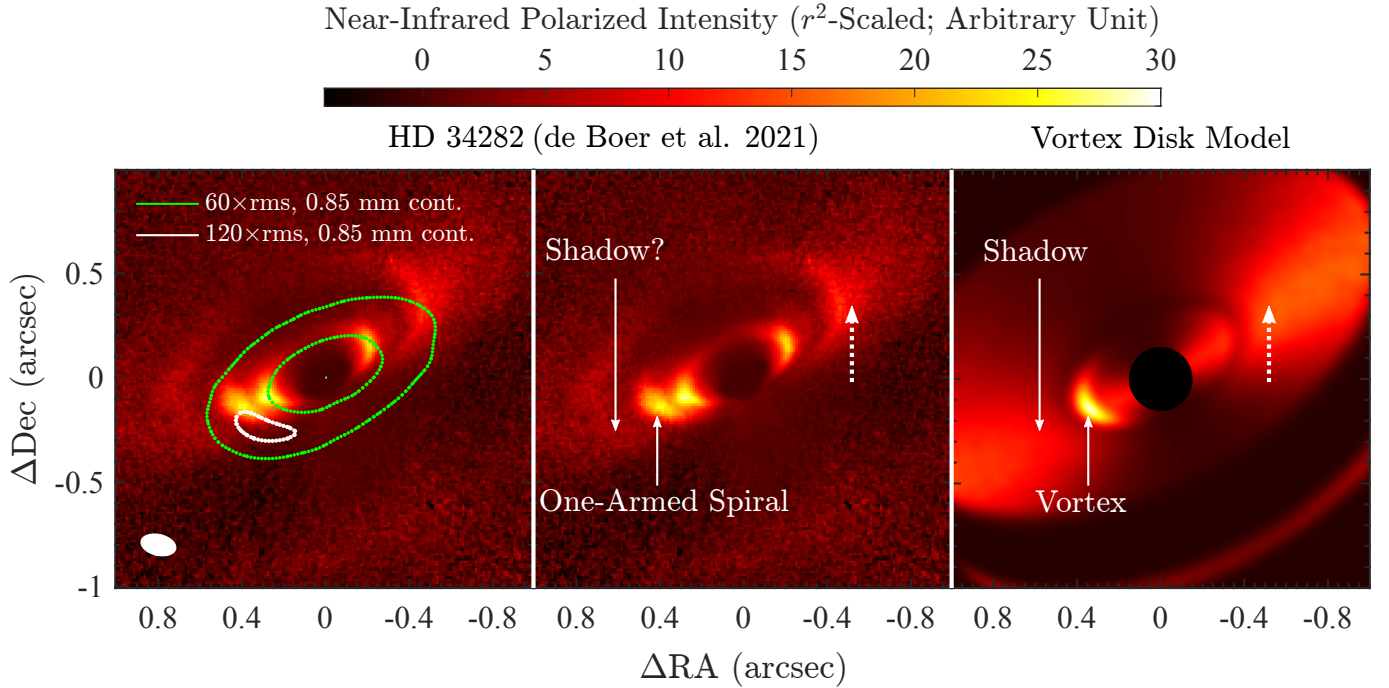 Near-Infrared Polarized Intensity (r²-Scaled; Arbitrary Unit)
0 5 10 15 20 25 30
HD 34282 (de Boer et al. 2021)
Vortex Disk Model
60×rms, 0.85 mm cont.
120×rms, 0.85 mm cont.
Shadow?
Shadow
One-Armed Spiral
Vortex
ΔDec (arcsec)
0.5
0
-0.5
-1
0.8 0.4 0 -0.4 -0.8
0.8 0.4 0 -0.4 -0.8
0.8 0.4 0 -0.4 -0.8
ΔRA (arcsec)